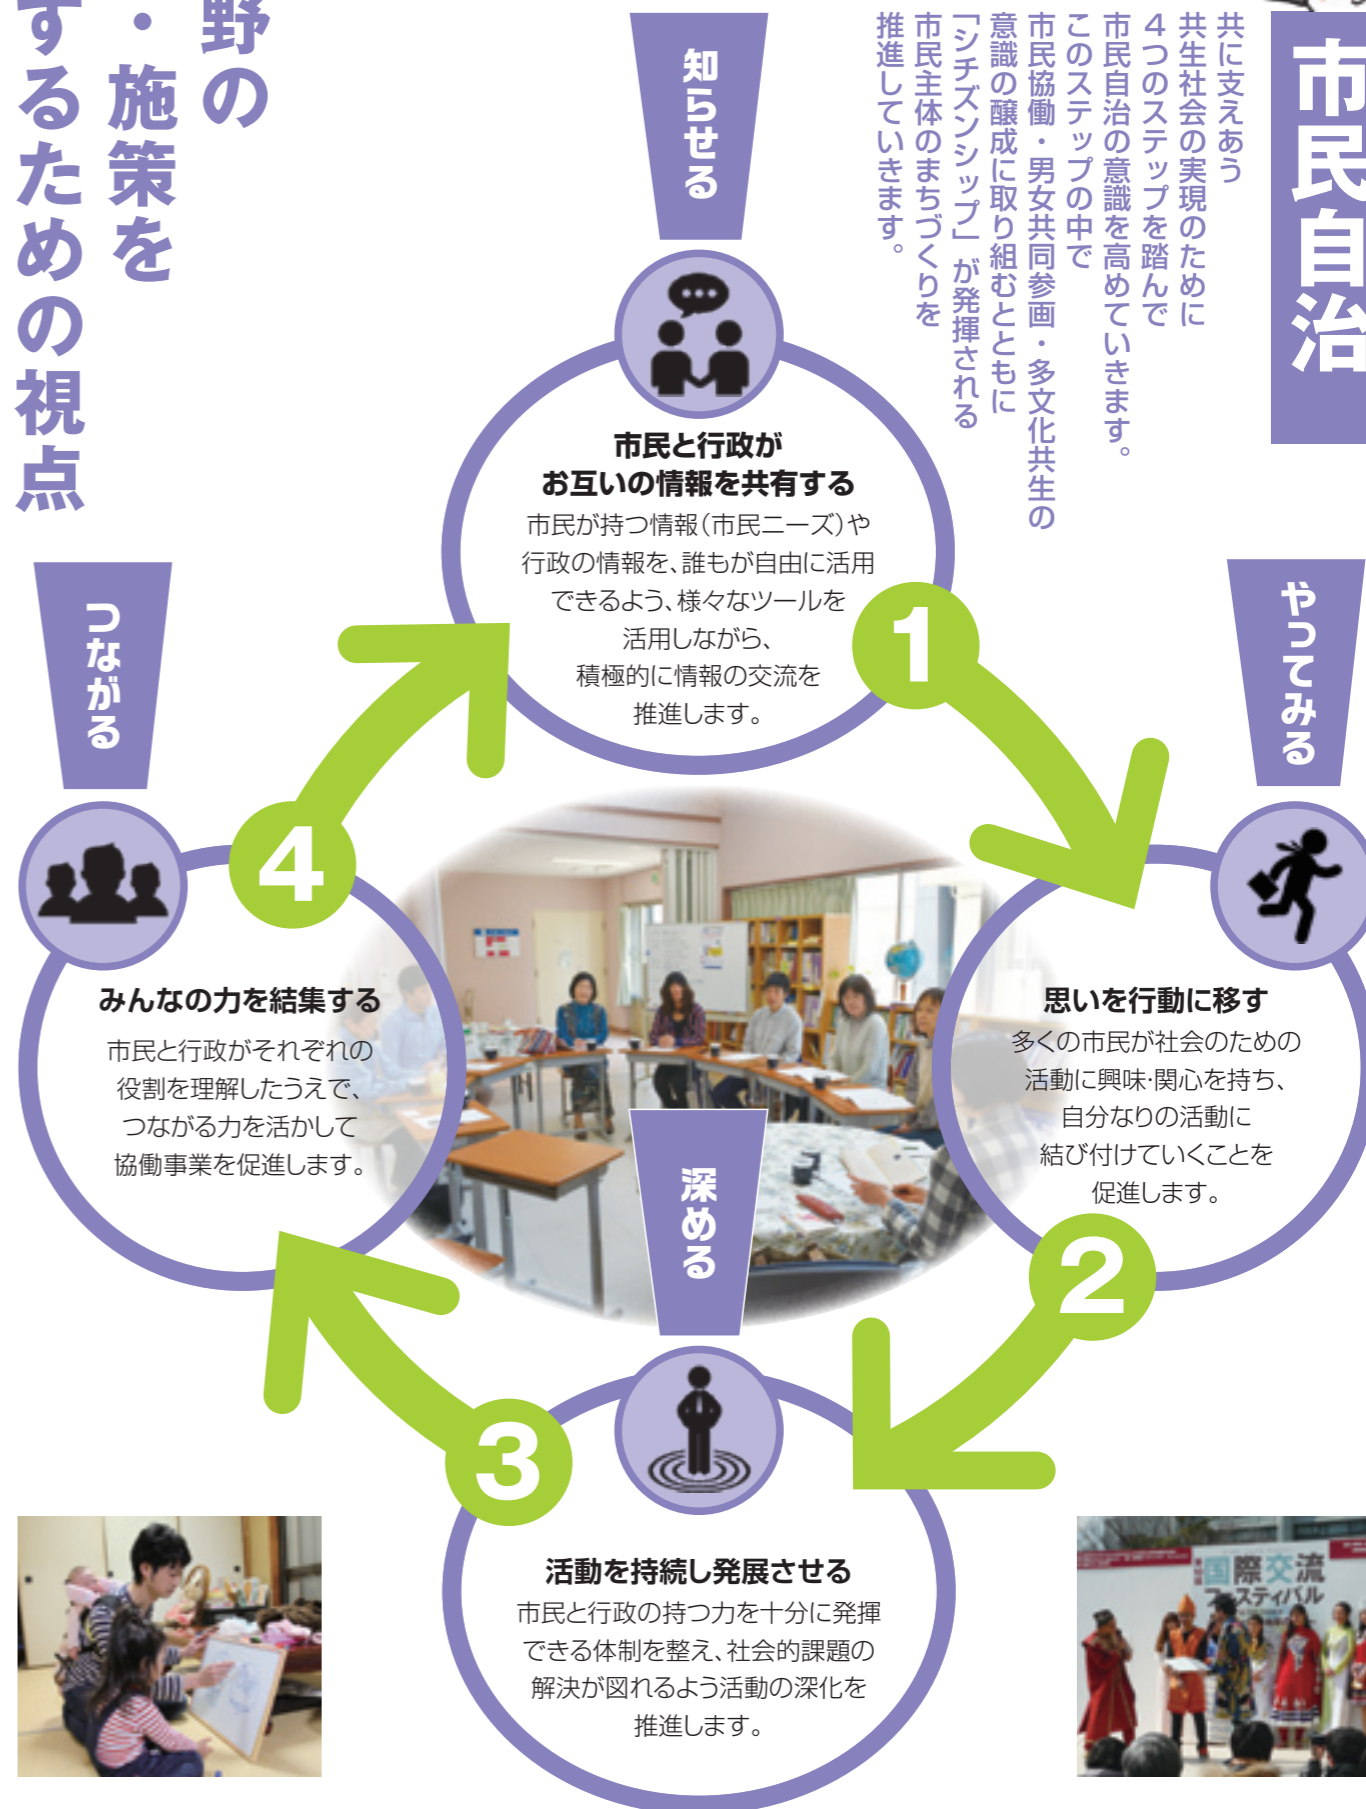 市民自治
共に支えあう
共生社会の実現のために
4つのステップを踏んで
市民自治の意識を高めていきます。
このステップの中で
市民協働・男女共同参画・多文化共生の
意識の醸成に取り組むとともに
「シチズンシップ」が発揮される
市民主体のまちづくりを
推進していきます。
野の
・施策を
するための視点
知らせる
市民と行政が
お互いの情報を共有する
市民が持つ情報(市民ニーズ)や
行政の情報を、誰もが自由に活用
できるよう、様々なツールを
活用しながら、
積極的に情報の交流を
推進します。
1
やってみる
思いを行動に移す
多くの市民が社会のための
活動に興味・関心を持ち、
自分なりの活動に
結び付けていくことを
促進します。
2
深める
活動を持続し発展させる
市民と行政の持つ力を十分に発揮
できる体制を整え、社会的課題の
解決が図れるよう活動の深化を
推進します。
3
つながる
みんなの力を結集する
市民と行政がそれぞれの
役割を理解したうえで、
つながる力を活かして
協働事業を促進します。
4
国際交流
フェスティバル